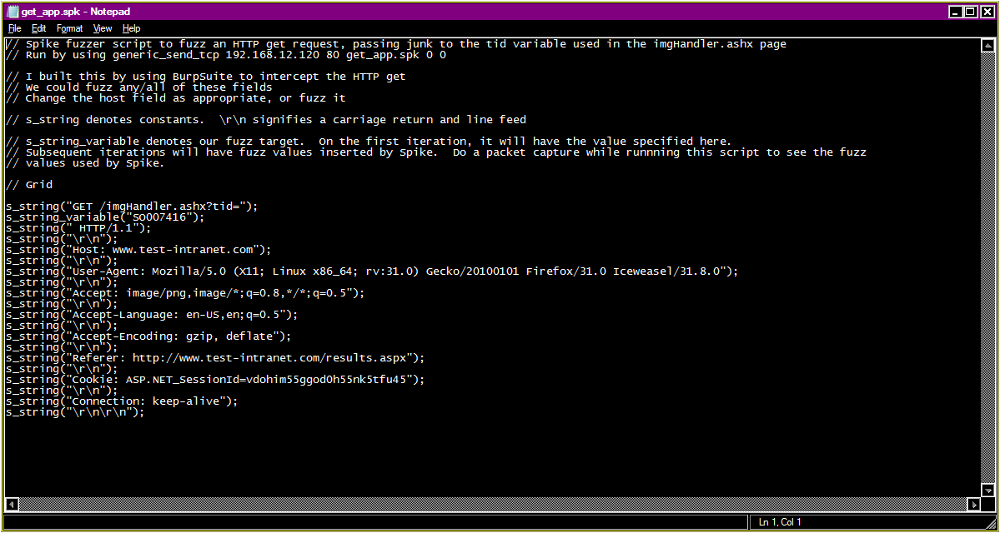 get_app.spk - Notepad
File Edit Format View Help
// Spike fuzzer script to fuzz an HTTP get request, passing junk to the tid variable used in the imgHandler.ashx page
// Run by using generic_send_tcp 192.168.12.120 80 get_app.spk 0 0
// I built this by using BurpSuite to intercept the HTTP get
// We could fuzz any/all of these fields
// Change the host field as appropriate, or fuzz it
// s_string denotes constants.  \r\n signifies a carriage return and line feed
// s_string_variable denotes our fuzz target.  On the first iteration, it will have the value specified here.
// Subsequent iterations will have fuzz values inserted by Spike.  Do a packet capture while runnning this script to see the fuzz
// values used by Spike.
// Grid
s_string("GET /imgHandler.ashx?tid=");
s_string_variable("SO007416");
s_string(" HTTP/1.1");
s_string("\r\n");
s_string("Host: www.test-intranet.com");
s_string("\r\n");
s_string("User-Agent: Mozilla/5.0 (X11; Linux x86_64; rv:31.0) Gecko/20100101 Firefox/31.0 Iceweasel/31.8.0");
s_string("\r\n");
s_string("Accept: image/png,image/*;q=0.8,*/*;q=0.5");
s_string("\r\n");
s_string("Accept-Language: en-US,en;q=0.5");
s_string("\r\n");
s_string("Accept-Encoding: gzip, deflate");
s_string("\r\n");
s_string("Referer: http://www.test-intranet.com/results.aspx");
s_string("\r\n");
s_string("Cookie: ASP.NET_SessionId=vdohim55ggod0h55nk5tfu45");
s_string("\r\n");
s_string("Connection: keep-alive");
s_string("\r\n\r\n");
Ln 1, Col 1